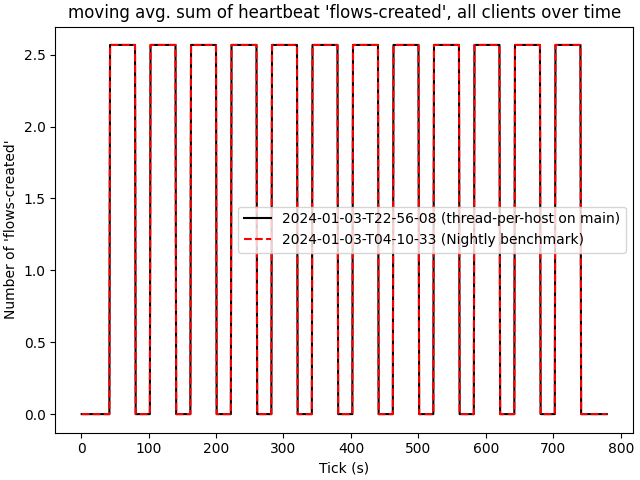 moving avg. sum of heartbeat 'flows-created', all clients over time
Number of 'flows-created'
2.5
2.0
1.5
1.0
0.5
0.0
2024-01-03-T22-56-08 (thread-per-host on main)
2024-01-03-T04-10-33 (Nightly benchmark)
0 100 200 300 400 500 600 700 800
Tick (s)